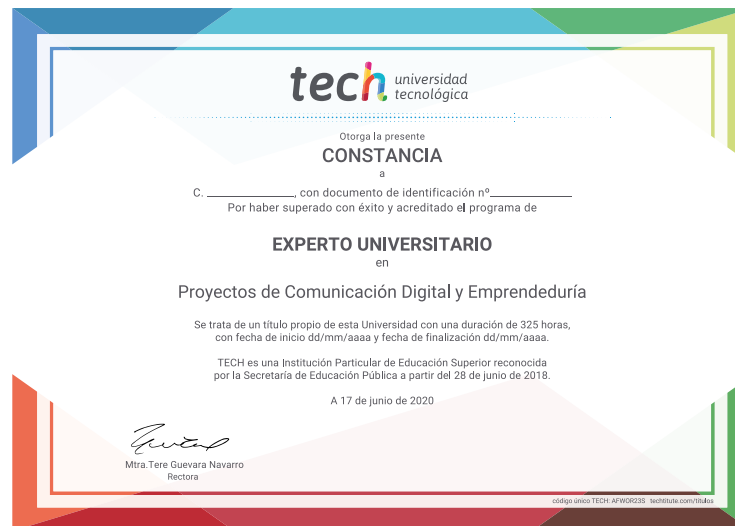 tech universidad
tecnológica
Otorga la presente
CONSTANCIA
a
C. ______________, con documento de identificación nº______________
Por haber superado con éxito y acreditado el programa de
EXPERTO UNIVERSITARIO
en
Proyectos de Comunicación Digital y Emprendeduría
Se trata de un título propio de esta Universidad con una duración de 325 horas,
con fecha de inicio dd/mm/aaaa y fecha de finalización dd/mm/aaaa.
TECH es una Institución Particular de Educación Superior reconocida
por la Secretaría de Educación Pública a partir del 28 de junio de 2018.
A 17 de junio de 2020
Mtra.Tere Guevara Navarro
Rectora
código único TECH: AFWOR23S techtitute.com/titulos